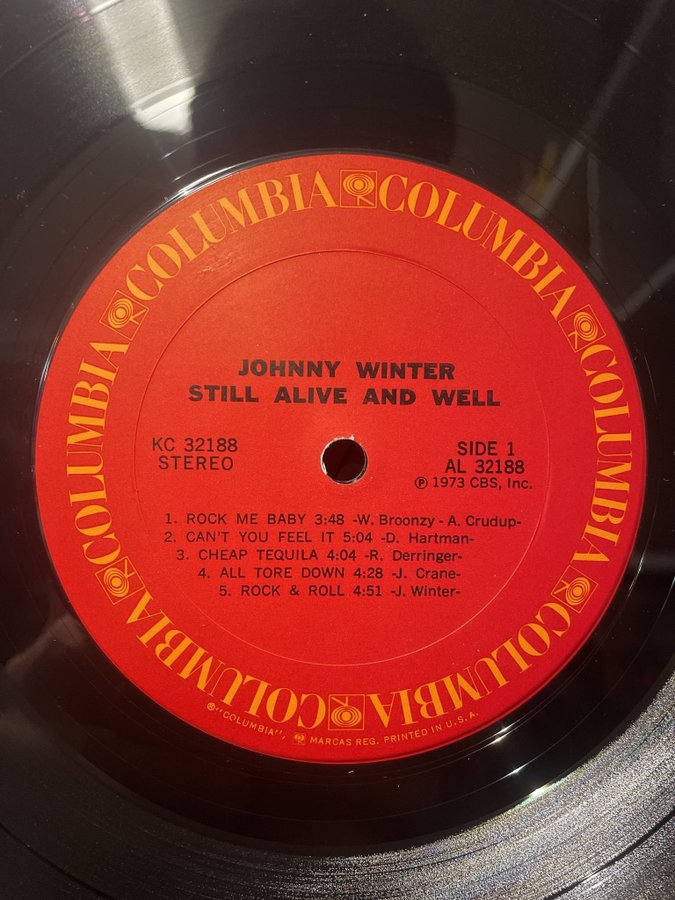 COLUMBIA COLUMBIA COLUMBIA COLUMBIA COLUMBIA COLUMBIA COLUMBIA
JOHNNY WINTER
STILL ALIVE AND WELL
KC 32188
STEREO
SIDE 1
AL 32188
Ⓟ 1973 CBS, Inc.
1. ROCK ME BABY 3:48 -W. Broonzy - A. Crudup-
2. CAN'T YOU FEEL IT 5:04 -D. Hartman-
3. CHEAP TEQUILA 4:04 -R. Derringer-
4. ALL TORE DOWN 4:28 -J. Crane-
5. ROCK & ROLL 4:51 -J. Winter-
®"COLUMBIA", MARCAS REG. PRINTED IN U.S.A.